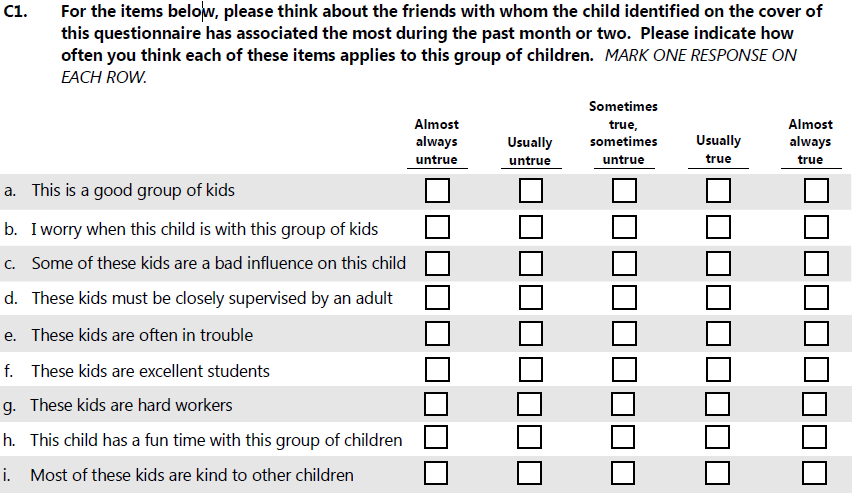 C1. For the items below, please think about the friends with whom the child identified on the cover of
this questionnaire has associated the most during the past month or two. Please indicate how
often you think each of these items applies to this group of children. MARK ONE RESPONSE ON
EACH ROW.
Almost always untrue
Usually untrue
Sometimes true, sometimes untrue
Usually true
Almost always true
a. This is a good group of kids
b. I worry when this child is with this group of kids
c. Some of these kids are a bad influence on this child
d. These kids must be closely supervised by an adult
e. These kids are often in trouble
f. These kids are excellent students
g. These kids are hard workers
h. This child has a fun time with this group of children
i. Most of these kids are kind to other children